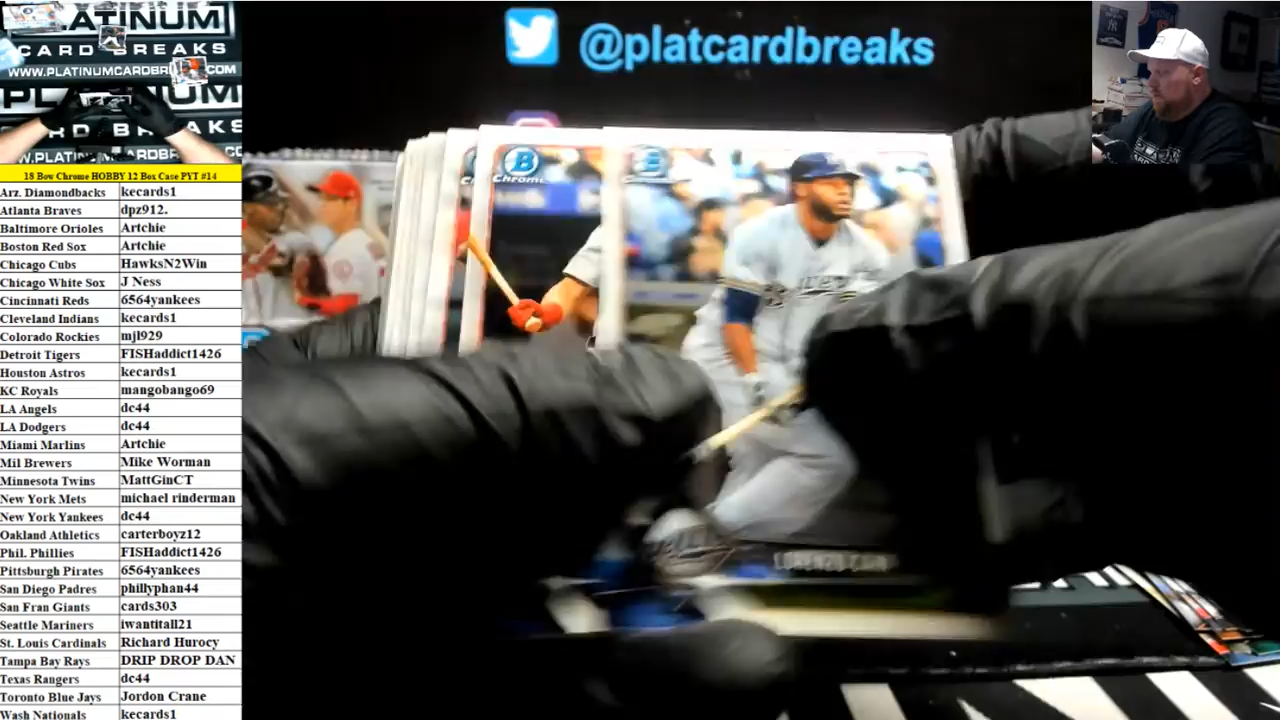 PLATINUM
CARD BREAKS
@platcardbreaks
18 Bow Chrome HOBBY 12 Box Case PYT #14
Arz. Diamondbacks kecards1
Atlanta Braves dpz912.
Baltimore Orioles Artchie
Boston Red Sox Artchie
Chicago Cubs HawksN2Win
Chicago White Sox J Ness
Cincinnati Reds 6564yankees
Cleveland Indians kecards1
Colorado Rockies mjl929
Detroit Tigers FISHaddict1426
Houston Astros kecards1
KC Royals mangobango69
LA Angels dc44
LA Dodgers dc44
Miami Marlins Artchie
Mil Brewers Mike Worman
Minnesota Twins MattGinCT
New York Mets michael rinderman
New York Yankees dc44
Oakland Athletics carterboyz12
Phil. Phillies FISHaddict1426
Pittsburgh Pirates 6564yankees
San Diego Padres phillyphan44
San Fran Giants cards303
Seattle Mariners iwantitall21
St. Louis Cardinals Richard Hurocy
Tampa Bay Rays DRIP DROP DAN
Texas Rangers dc44
Toronto Blue Jays Jordon Crane
Wash Nationals kecards1
B
Chrome